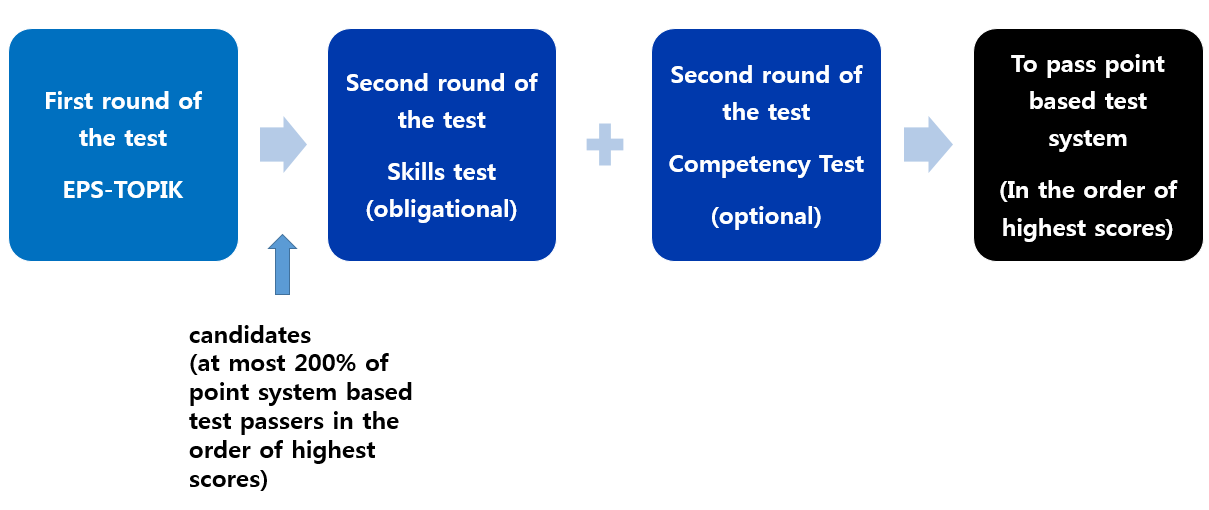 First round of
the test
EPS-TOPIK
Second round of
the test
Skills test
(obligational)
Second round of
the test
Competency Test
(optional)
To pass point
based test
system
(In the order of
highest scores)
candidates
(at most 200% of
point system based
test passers in the
order of highest
scores)